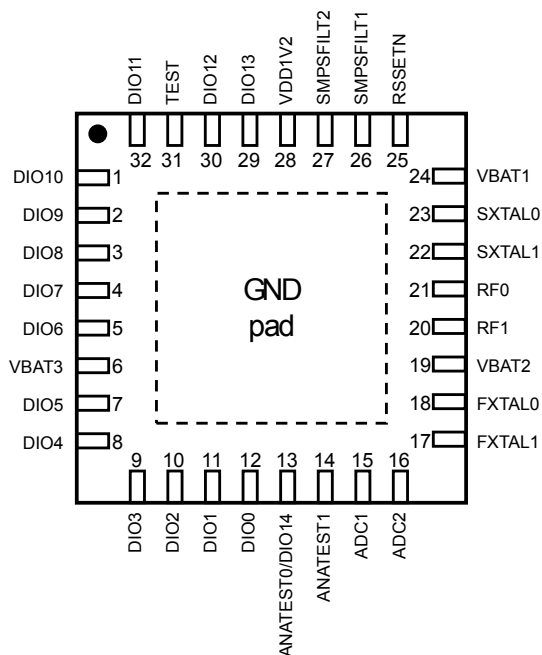 DIO11
TEST
DIO12
DIO13
VDD1V2
SMPSFILT2
SMPSFILT1
RSSETN
32
31
30
29
28
27
26
25
DIO10 1
DIO9 2
DIO8 3
DIO7 4
DIO6 5
VBAT3 6
DIO5 7
DIO4 8
GND
pad
24 VBAT1
23 SXTAL0
22 SXTAL1
21 RF0
20 RF1
19 VBAT2
18 FXTAL0
17 FXTAL1
9
10
11
12
13
14
15
16
DIO3
DIO2
DIO1
DIO0
ANATEST0/DIO14
ANATEST1
ADC1
ADC2